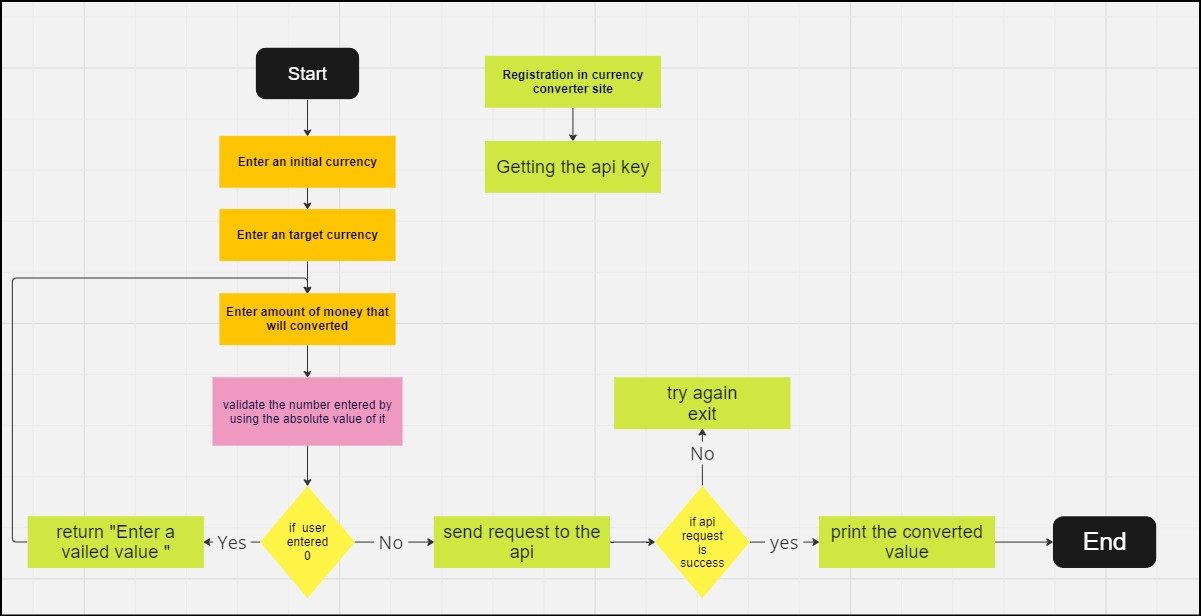 Start
Enter an initial currency
Enter an target currency
Enter amount of money that
will converted
validate the number entered by
using the absolute value of it
if user
entered
0
Yes
return "Enter a
vailed value "
No
send request to the
api
if api
request
is
success
No
try again
exit
yes
print the converted
value
End
Registration in currency
converter site
Getting the api key